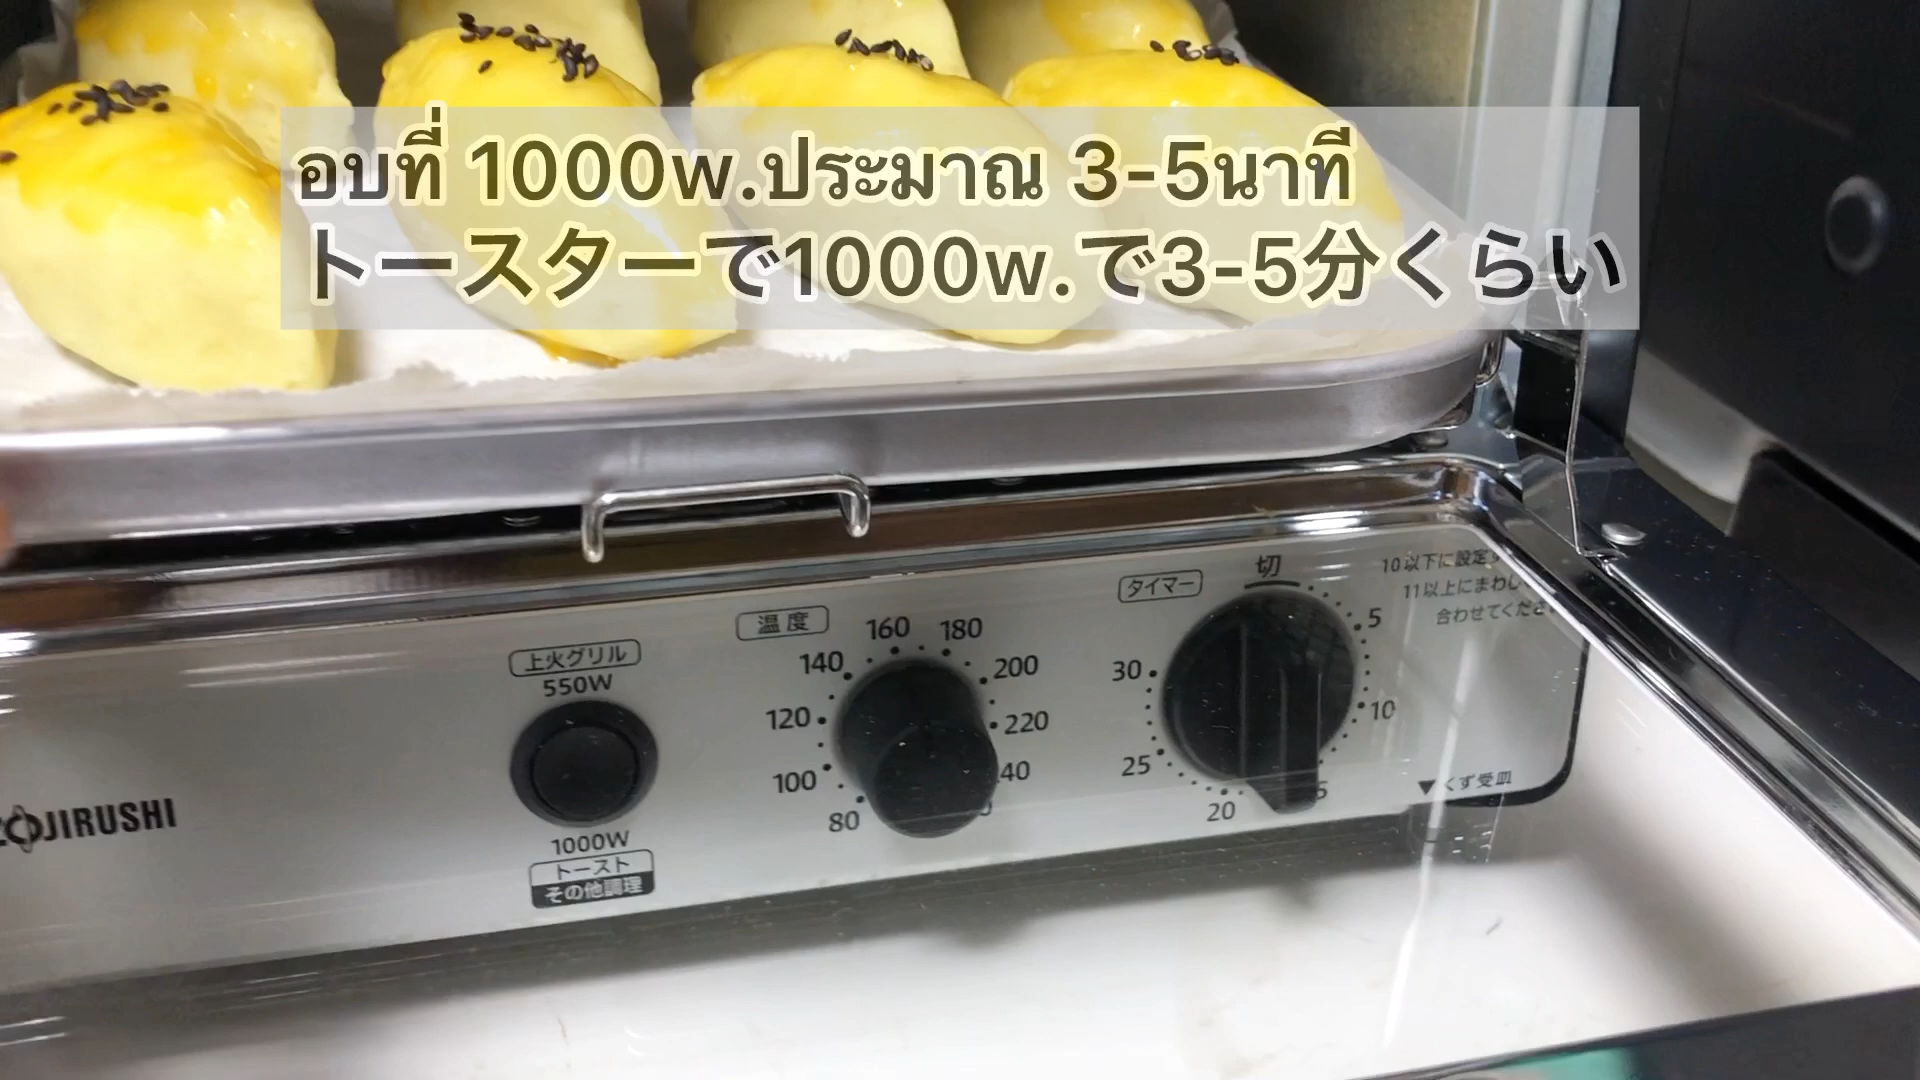 อบที่ 1000w.ประมาณ 3-5นาที
トースターで1000w.で3-5分くらい
切
タイマー
10以下に設定
11以上にまわし
合わせてくださ
温度
上火グリル
550W
160 180
140 200
120 220
100
80
5
30
10
25
20
▼くず受皿
ZOJIRUSHI
1000W
トースト
その他調理